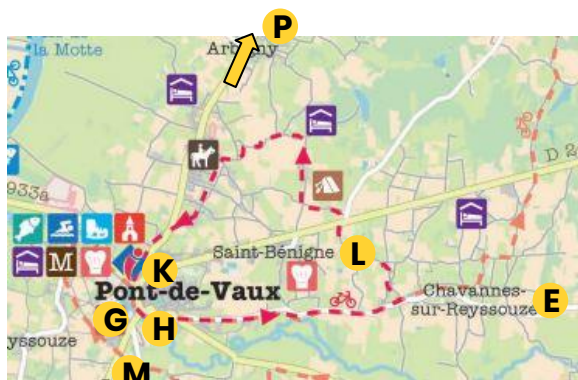 P
la Motte
Arbigny
933a
D 2
Saint-Bénigne
L
M
K
Pont-de-Vaux
Chavannes-
sur-Reyssouze
E
G
H
yssouze
M